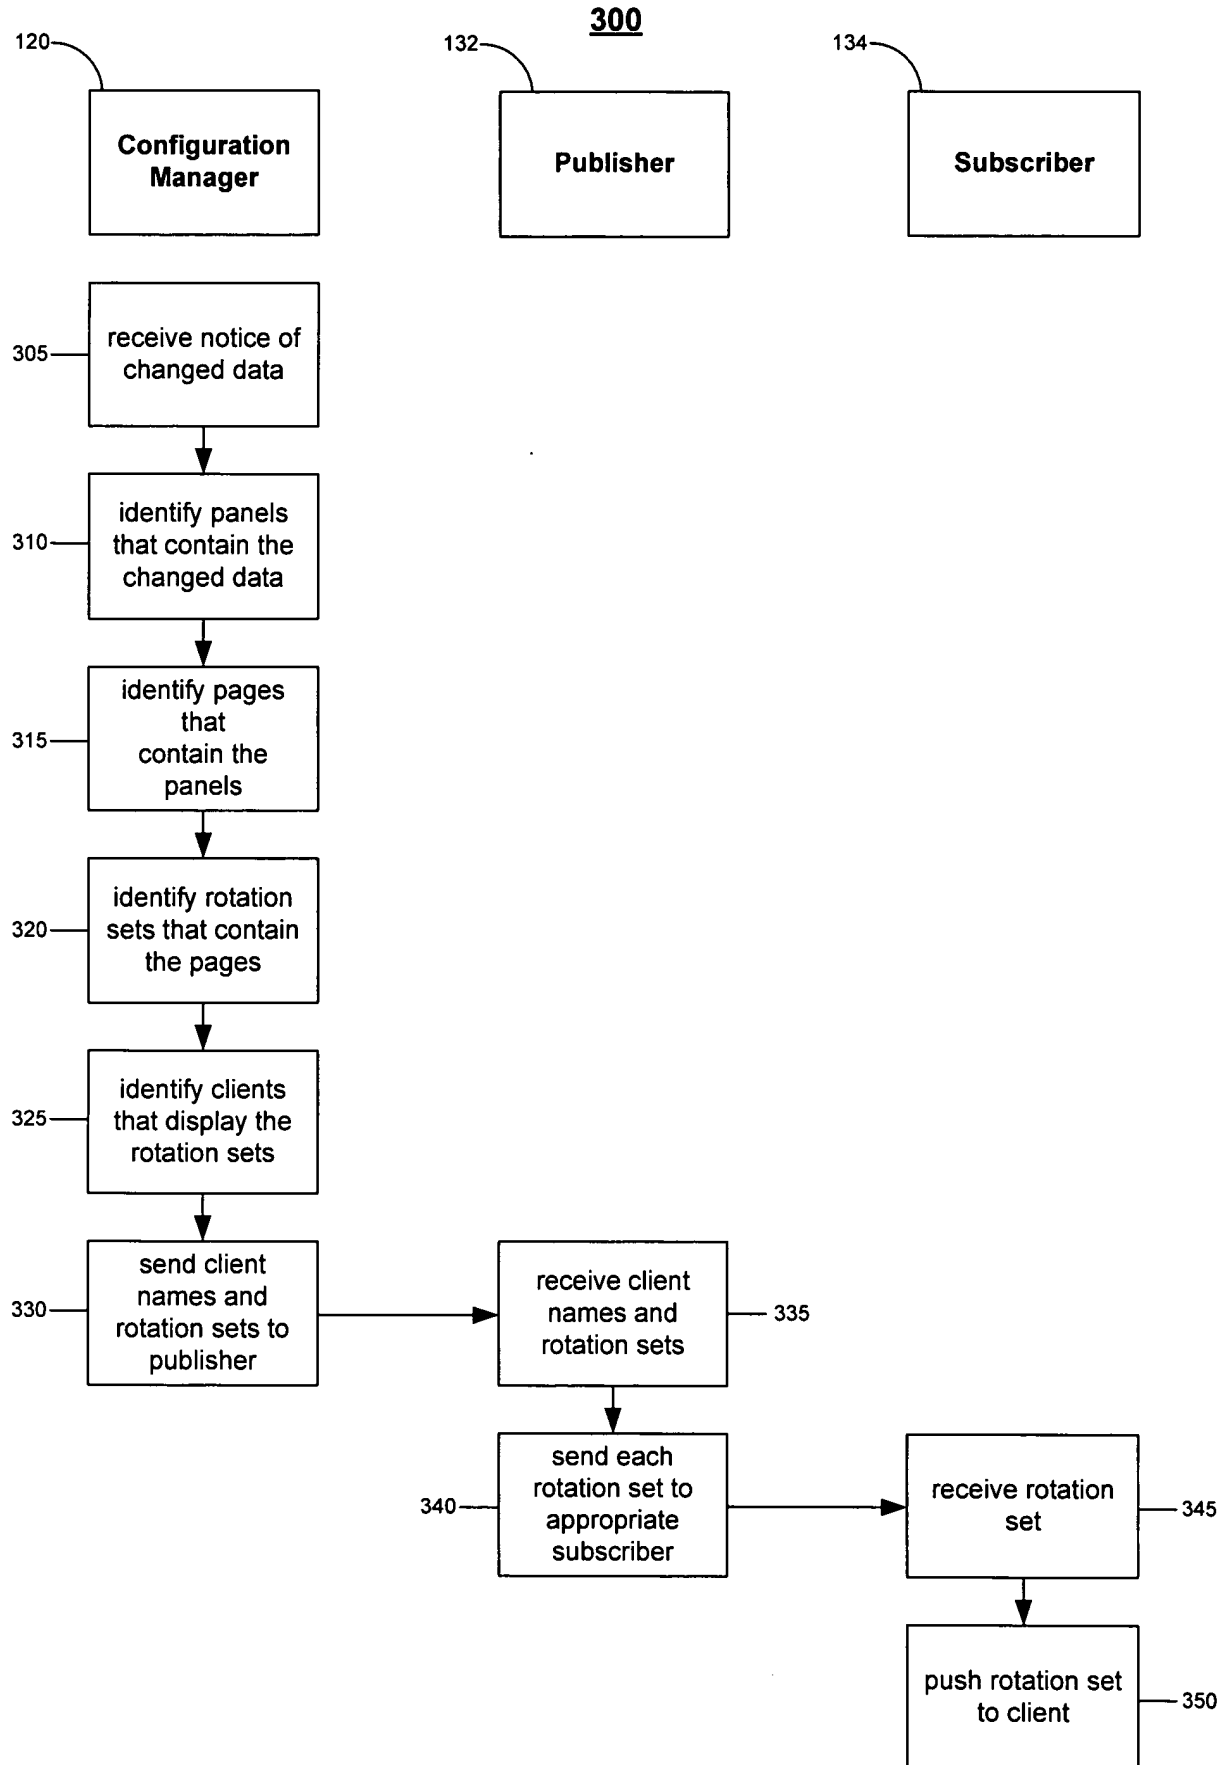 300
120
132
134
Configuration
Manager
Publisher
Subscriber
305
receive notice of
changed data
310
identify panels
that contain the
changed data
315
identify pages
that
contain the
panels
320
identify rotation
sets that contain
the pages
325
identify clients
that display the
rotation sets
330
send client
names and
rotation sets to
publisher
receive client
names and
rotation sets
335
340
send each
rotation set to
appropriate
subscriber
receive rotation
set
345
push rotation set
to client
350